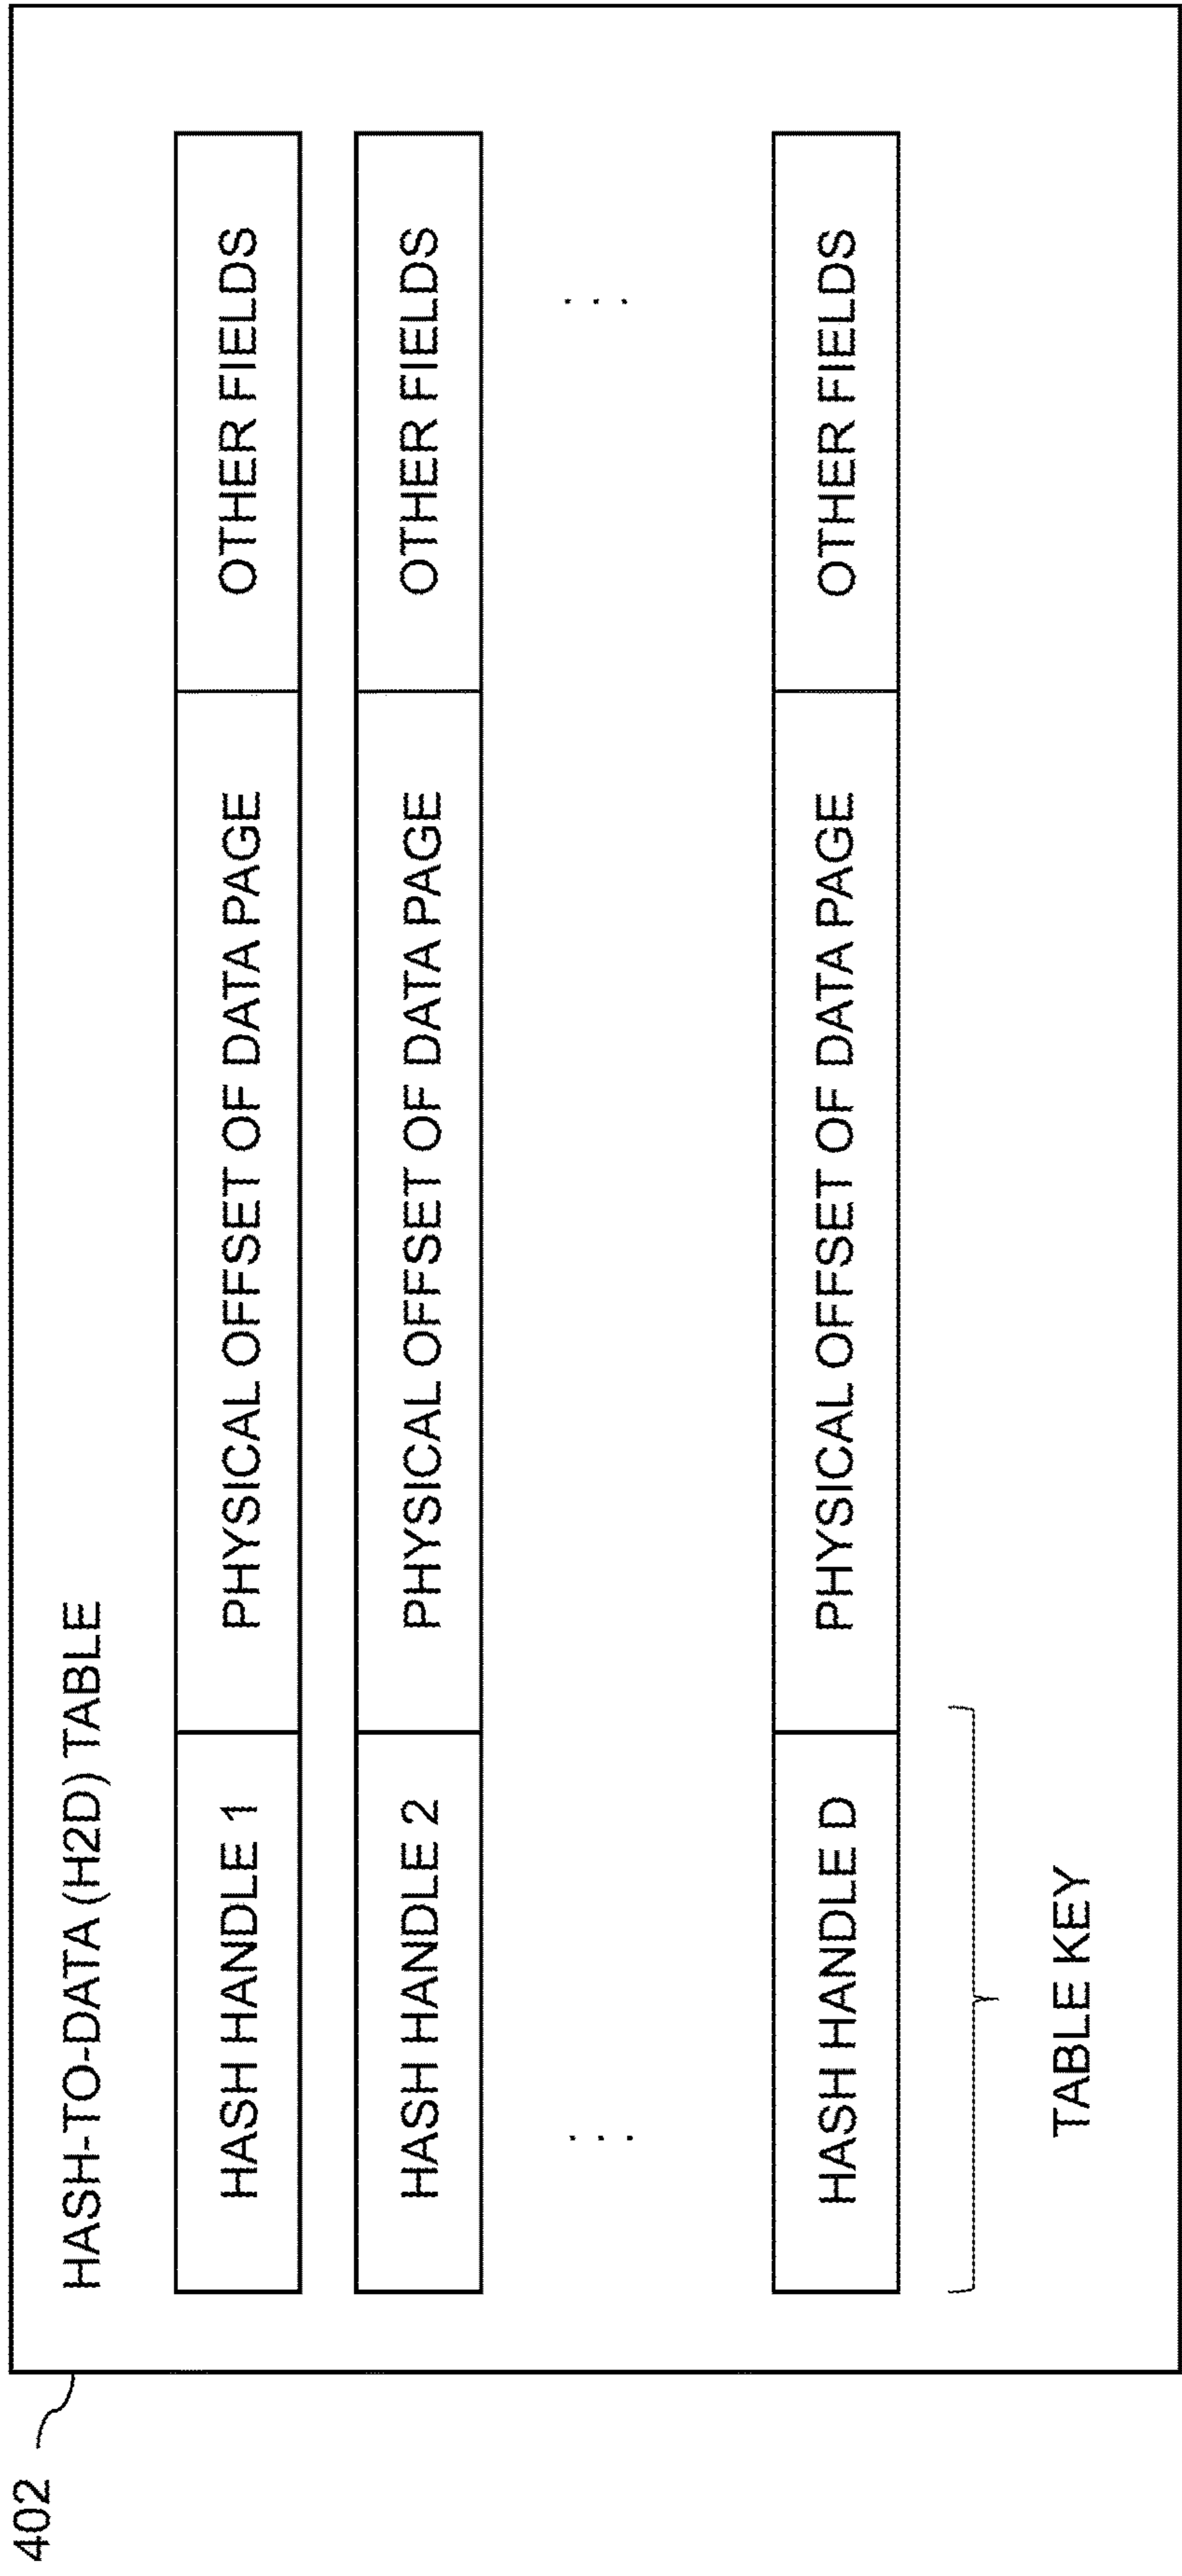 402
HASH-TO-DATA (H2D) TABLE
HASH HANDLE 1 PHYSICAL OFFSET OF DATA PAGE OTHER FIELDS
HASH HANDLE 2 PHYSICAL OFFSET OF DATA PAGE OTHER FIELDS
. . . . . .
HASH HANDLE D PHYSICAL OFFSET OF DATA PAGE OTHER FIELDS
TABLE KEY